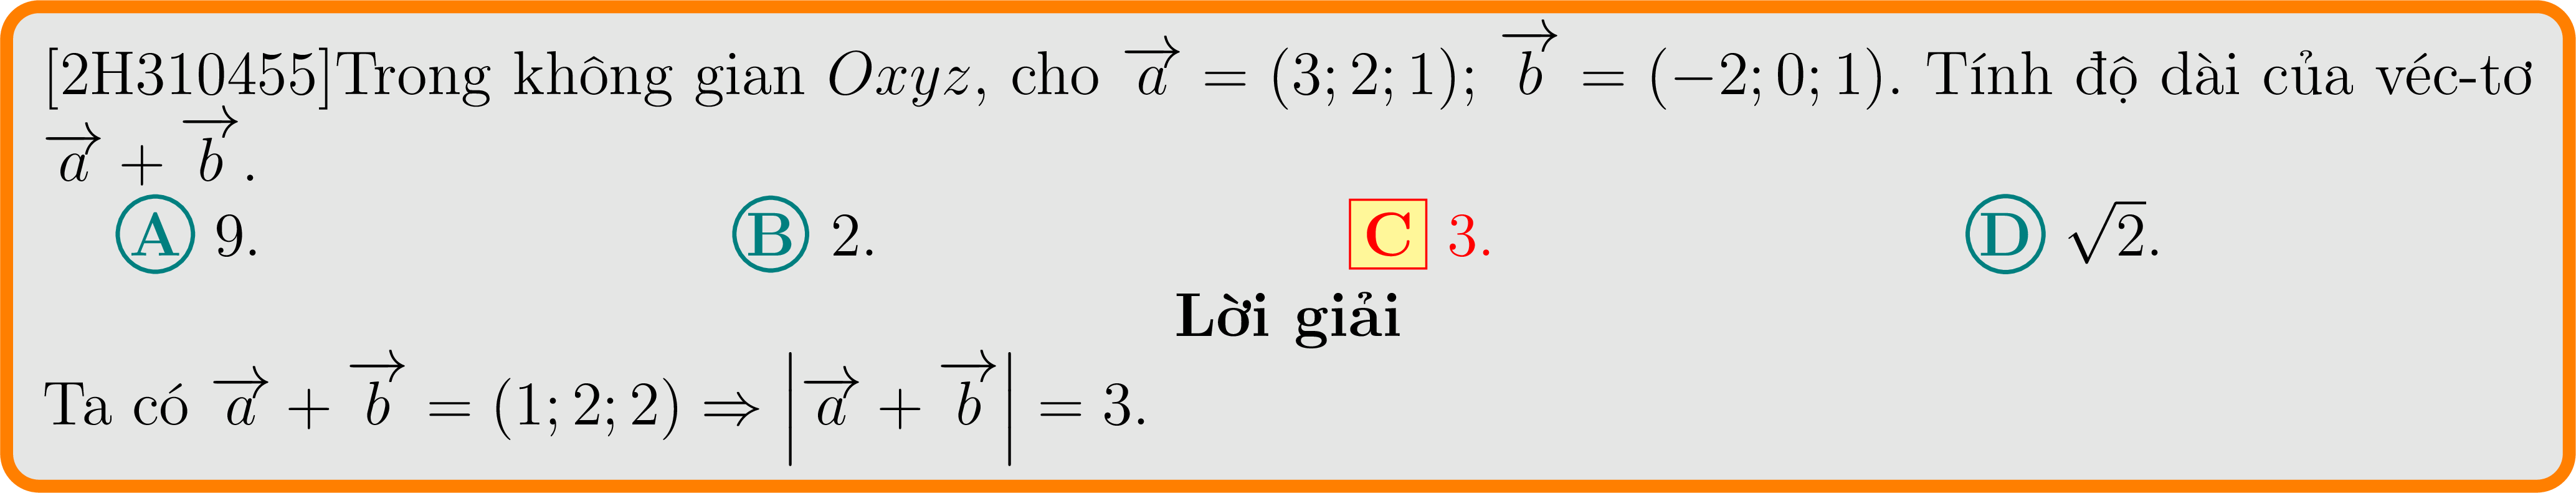 [2H310455]Trong không gian Oxyz, cho $\overrightarrow{a} = (3; 2; 1)$; $\overrightarrow{b} = (-2; 0; 1)$. Tính độ dài của véc-tơ
$\overrightarrow{a} + \overrightarrow{b}$.
A 9. B 2. C 3. D $\sqrt{2}$.
Lời giải
Ta có $\overrightarrow{a} + \overrightarrow{b} = (1; 2; 2) \Rightarrow \left|\overrightarrow{a} + \overrightarrow{b}\right| = 3$.